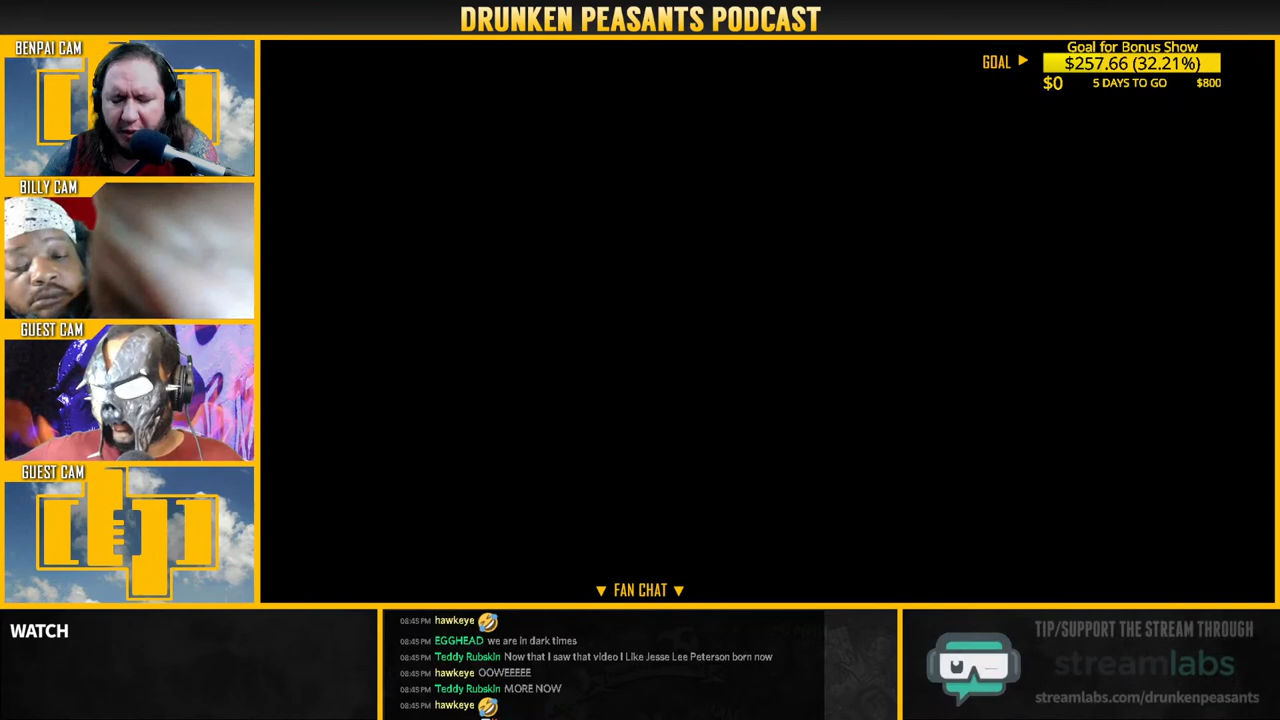 DRUNKEN PEASANTS PODCAST
BENPAI CAM
BILLY CAM
GUEST CAM
GUEST CAM
GOAL
Goal for Bonus Show
$257.66 (32.21%)
$0 5 DAYS TO GO $800
▼ FAN CHAT ▼
WATCH
08:45 PM hawkeye 🤣
08:45 PM EGGHEAD we are in dark times
08:45 PM Teddy Rubskin Now that I saw that video I Like Jesse Lee Peterson born now
08:45 PM hawkeye OOWEEEEE
08:45 PM Teddy Rubskin MORE NOW
08:45 PM hawkeye 🤣
TIP/SUPPORT THE STREAM THROUGH
streamlabs
streamlabs.com/drunkenpeasants